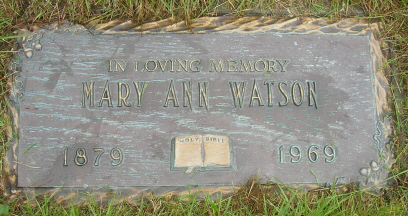 IN LOVING MEMORY
MARY ANN WATSON
1879 1969
HOLY BIBLE